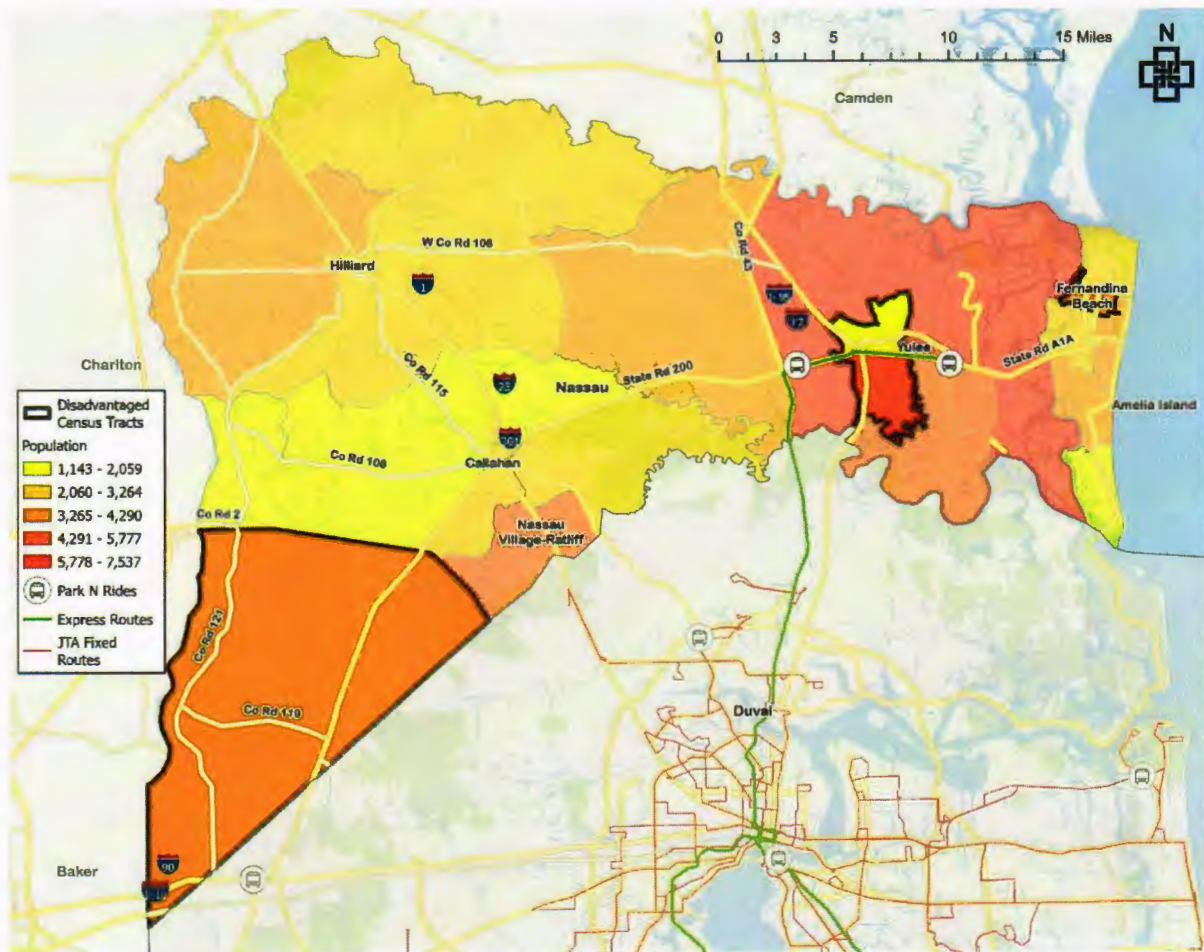 0 3 5 10 15 Miles
N
Camden
W Co Rd 108
Co Rd 43
Hilliard
1
Fernandina
Beach
Yulee
State Rd A1A
Charlton
Co Rd 115
Nassau
State Rd 200
Amelia Island
Disadvantaged
Census Tracts
Population
1,143 - 2,059
2,060 - 3,264
3,265 - 4,290
4,291 - 5,777
5,778 - 7,537
Park N Rides
Express Routes
JTA Fixed
Routes
Co Rd 108
Callahan
Co Rd 2
Nassau
Village-Ratliff
Co Rd 121
Co Rd 119
Duval
Baker
90